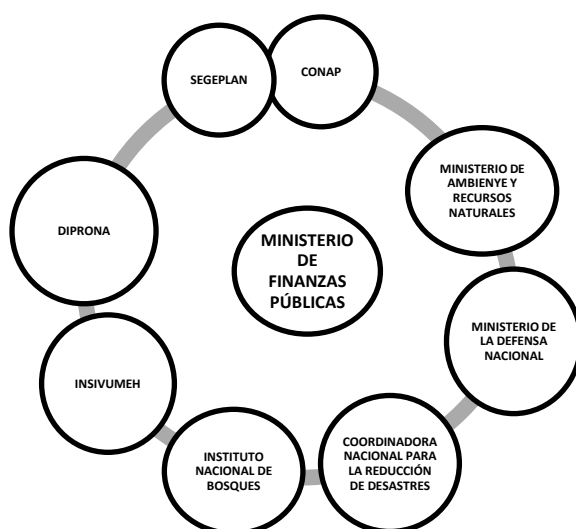 SEGEPLAN
CONAP
MINISTERIO DE
AMBIENYE Y
RECURSOS
NATURALES
DIPRONA
MINISTERIO
DE
FINANZAS
PÚBLICAS
MINISTERIO DE
LA DEFENSA
NACIONAL
INSIVUMEH
COORDINADORA
NACIONAL PARA
LA REDUCCIÓN
DE DESASTRES
INSTITUTO
NACIONAL DE
BOSQUES